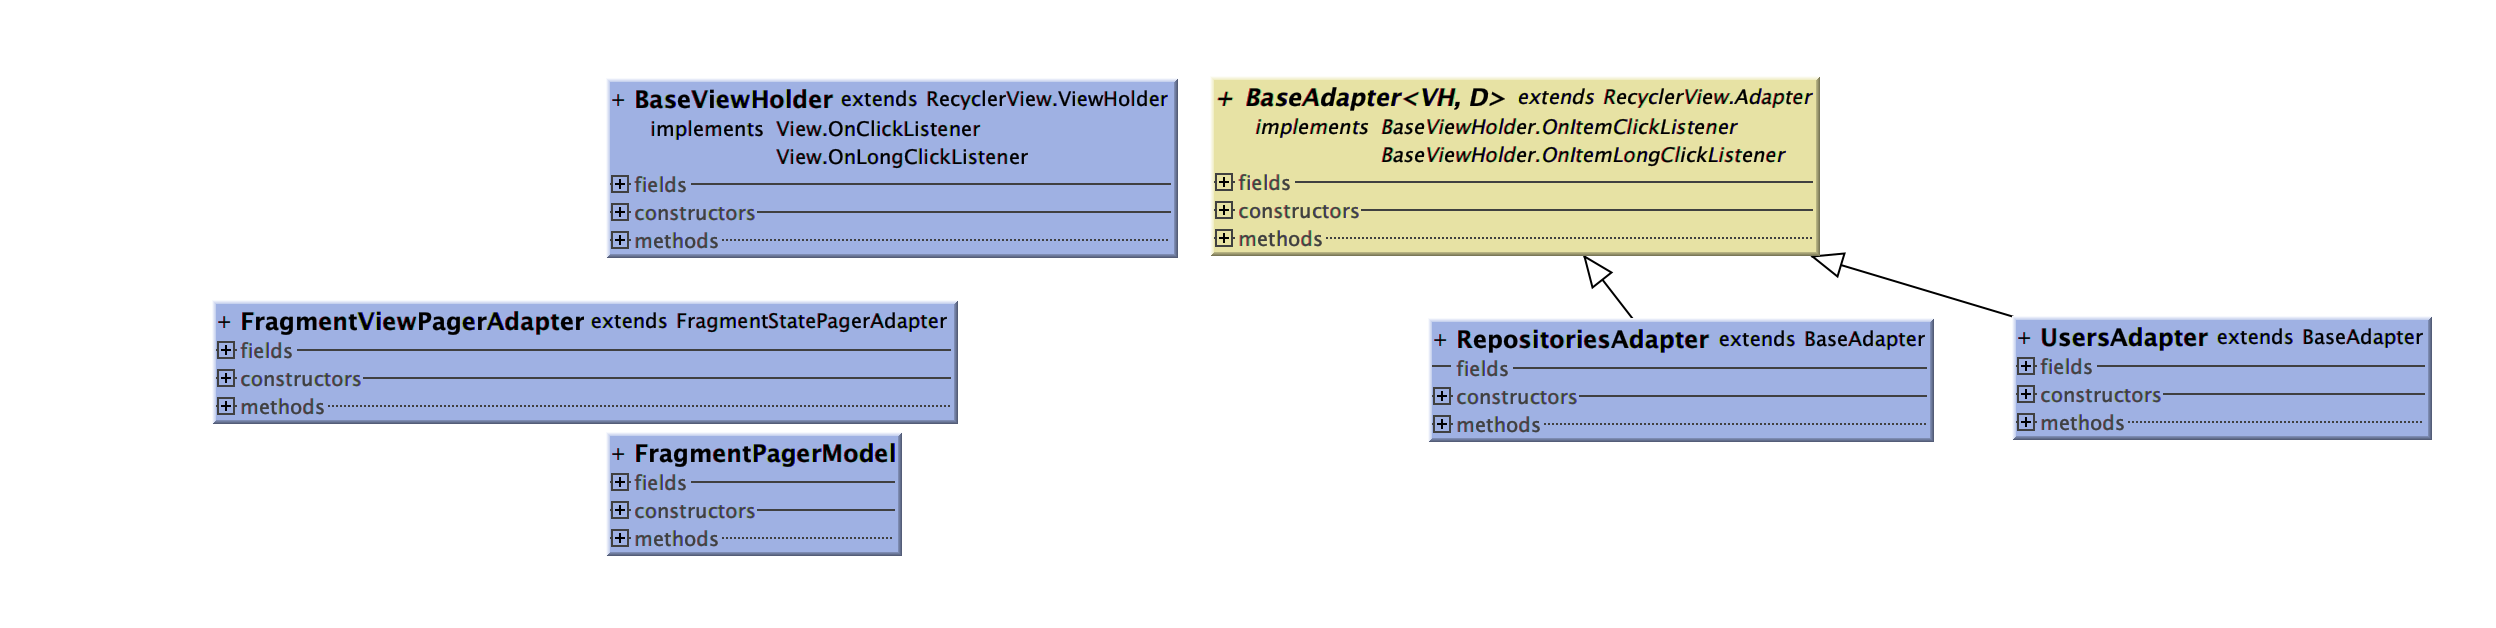 + BaseViewHolder extends RecyclerView.ViewHolder
implements View.OnClickListener
View.OnLongClickListener
+ fields
+ constructors
+ methods
+ BaseAdapter<VH, D> extends RecyclerView.Adapter
implements BaseViewHolder.OnItemClickListener
BaseViewHolder.OnItemLongClickListener
+ fields
+ constructors
+ methods
+ FragmentViewPagerAdapter extends FragmentStatePagerAdapter
+ fields
+ constructors
+ methods
+ RepositoriesAdapter extends BaseAdapter
fields
+ constructors
+ methods
+ UsersAdapter extends BaseAdapter
+ fields
+ constructors
+ methods
+ FragmentPagerModel
+ fields
+ constructors
+ methods